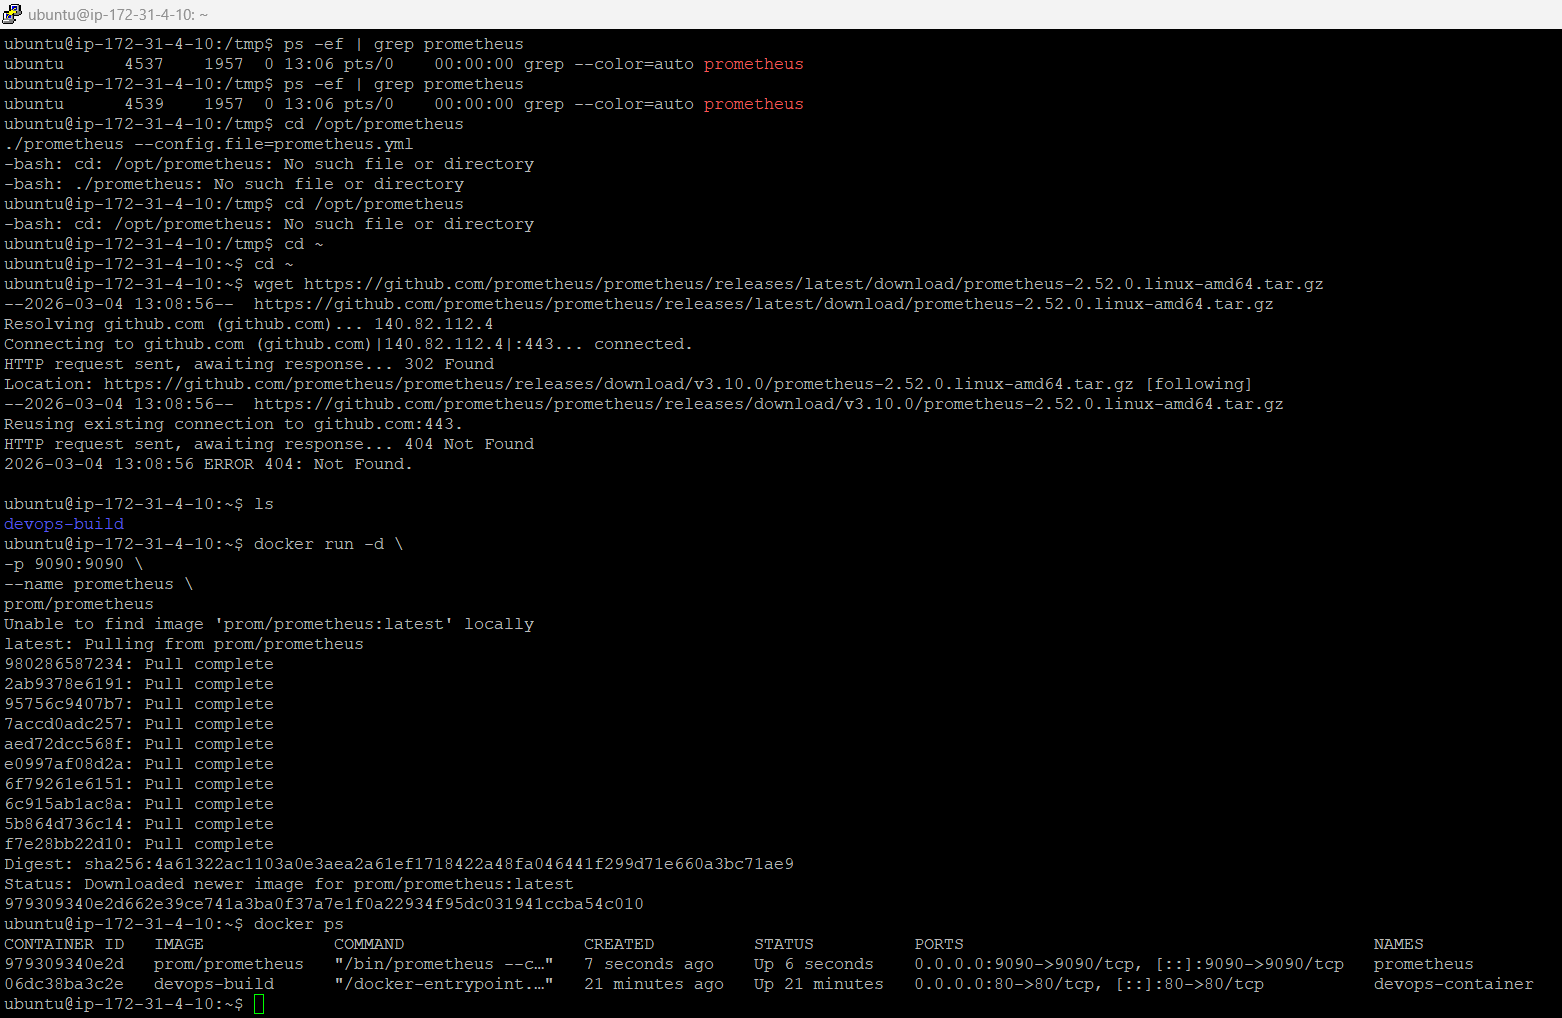 ubuntu@ip-172-31-4-10: ~
ubuntu@ip-172-31-4-10:/tmp$ ps -ef | grep prometheus
ubuntu      4537    1957  0 13:06 pts/0    00:00:00 grep --color=auto prometheus
ubuntu@ip-172-31-4-10:/tmp$ ps -ef | grep prometheus
ubuntu      4539    1957  0 13:06 pts/0    00:00:00 grep --color=auto prometheus
ubuntu@ip-172-31-4-10:/tmp$ cd /opt/prometheus
./prometheus --config.file=prometheus.yml
-bash: cd: /opt/prometheus: No such file or directory
-bash: ./prometheus: No such file or directory
ubuntu@ip-172-31-4-10:/tmp$ cd /opt/prometheus
-bash: cd: /opt/prometheus: No such file or directory
ubuntu@ip-172-31-4-10:/tmp$ cd ~
ubuntu@ip-172-31-4-10:~$ cd ~
ubuntu@ip-172-31-4-10:~$ wget https://github.com/prometheus/prometheus/releases/latest/download/prometheus-2.52.0.linux-amd64.tar.gz
--2026-03-04 13:08:56--  https://github.com/prometheus/prometheus/releases/latest/download/prometheus-2.52.0.linux-amd64.tar.gz
Resolving github.com (github.com)... 140.82.112.4
Connecting to github.com (github.com)|140.82.112.4|:443... connected.
HTTP request sent, awaiting response... 302 Found
Location: https://github.com/prometheus/prometheus/releases/download/v3.10.0/prometheus-2.52.0.linux-amd64.tar.gz [following]
--2026-03-04 13:08:56--  https://github.com/prometheus/prometheus/releases/download/v3.10.0/prometheus-2.52.0.linux-amd64.tar.gz
Reusing existing connection to github.com:443.
HTTP request sent, awaiting response... 404 Not Found
2026-03-04 13:08:56 ERROR 404: Not Found.
ubuntu@ip-172-31-4-10:~$ ls
devops-build
ubuntu@ip-172-31-4-10:~$ docker run -d \
-p 9090:9090 \
--name prometheus \
prom/prometheus
Unable to find image 'prom/prometheus:latest' locally
latest: Pulling from prom/prometheus
980286587234: Pull complete
2ab9378e6191: Pull complete
95756c9407b7: Pull complete
7accd0adc257: Pull complete
aed72dcc568f: Pull complete
e0997af08d2a: Pull complete
6f79261e6151: Pull complete
6c915ab1ac8a: Pull complete
5b864d736c14: Pull complete
f7e28bb22d10: Pull complete
Digest: sha256:4a61322ac1103a0e3aea2a61ef1718422a48fa046441f299d71e660a3bc71ae9
Status: Downloaded newer image for prom/prometheus:latest
979309340e2d662e39ce741a3ba0f37a7e1f0a22934f95dc031941ccba54c010
ubuntu@ip-172-31-4-10:~$ docker ps
CONTAINER ID   IMAGE             COMMAND                  CREATED          STATUS          PORTS                                         NAMES
979309340e2d   prom/prometheus   "/bin/prometheus --c…"   7 seconds ago    Up 6 seconds    0.0.0.0:9090->9090/tcp, [::]:9090->9090/tcp   prometheus
06dc38ba3c2e   devops-build      "/docker-entrypoint.…"   21 minutes ago   Up 21 minutes   0.0.0.0:80->80/tcp, [::]:80->80/tcp           devops-container
ubuntu@ip-172-31-4-10:~$